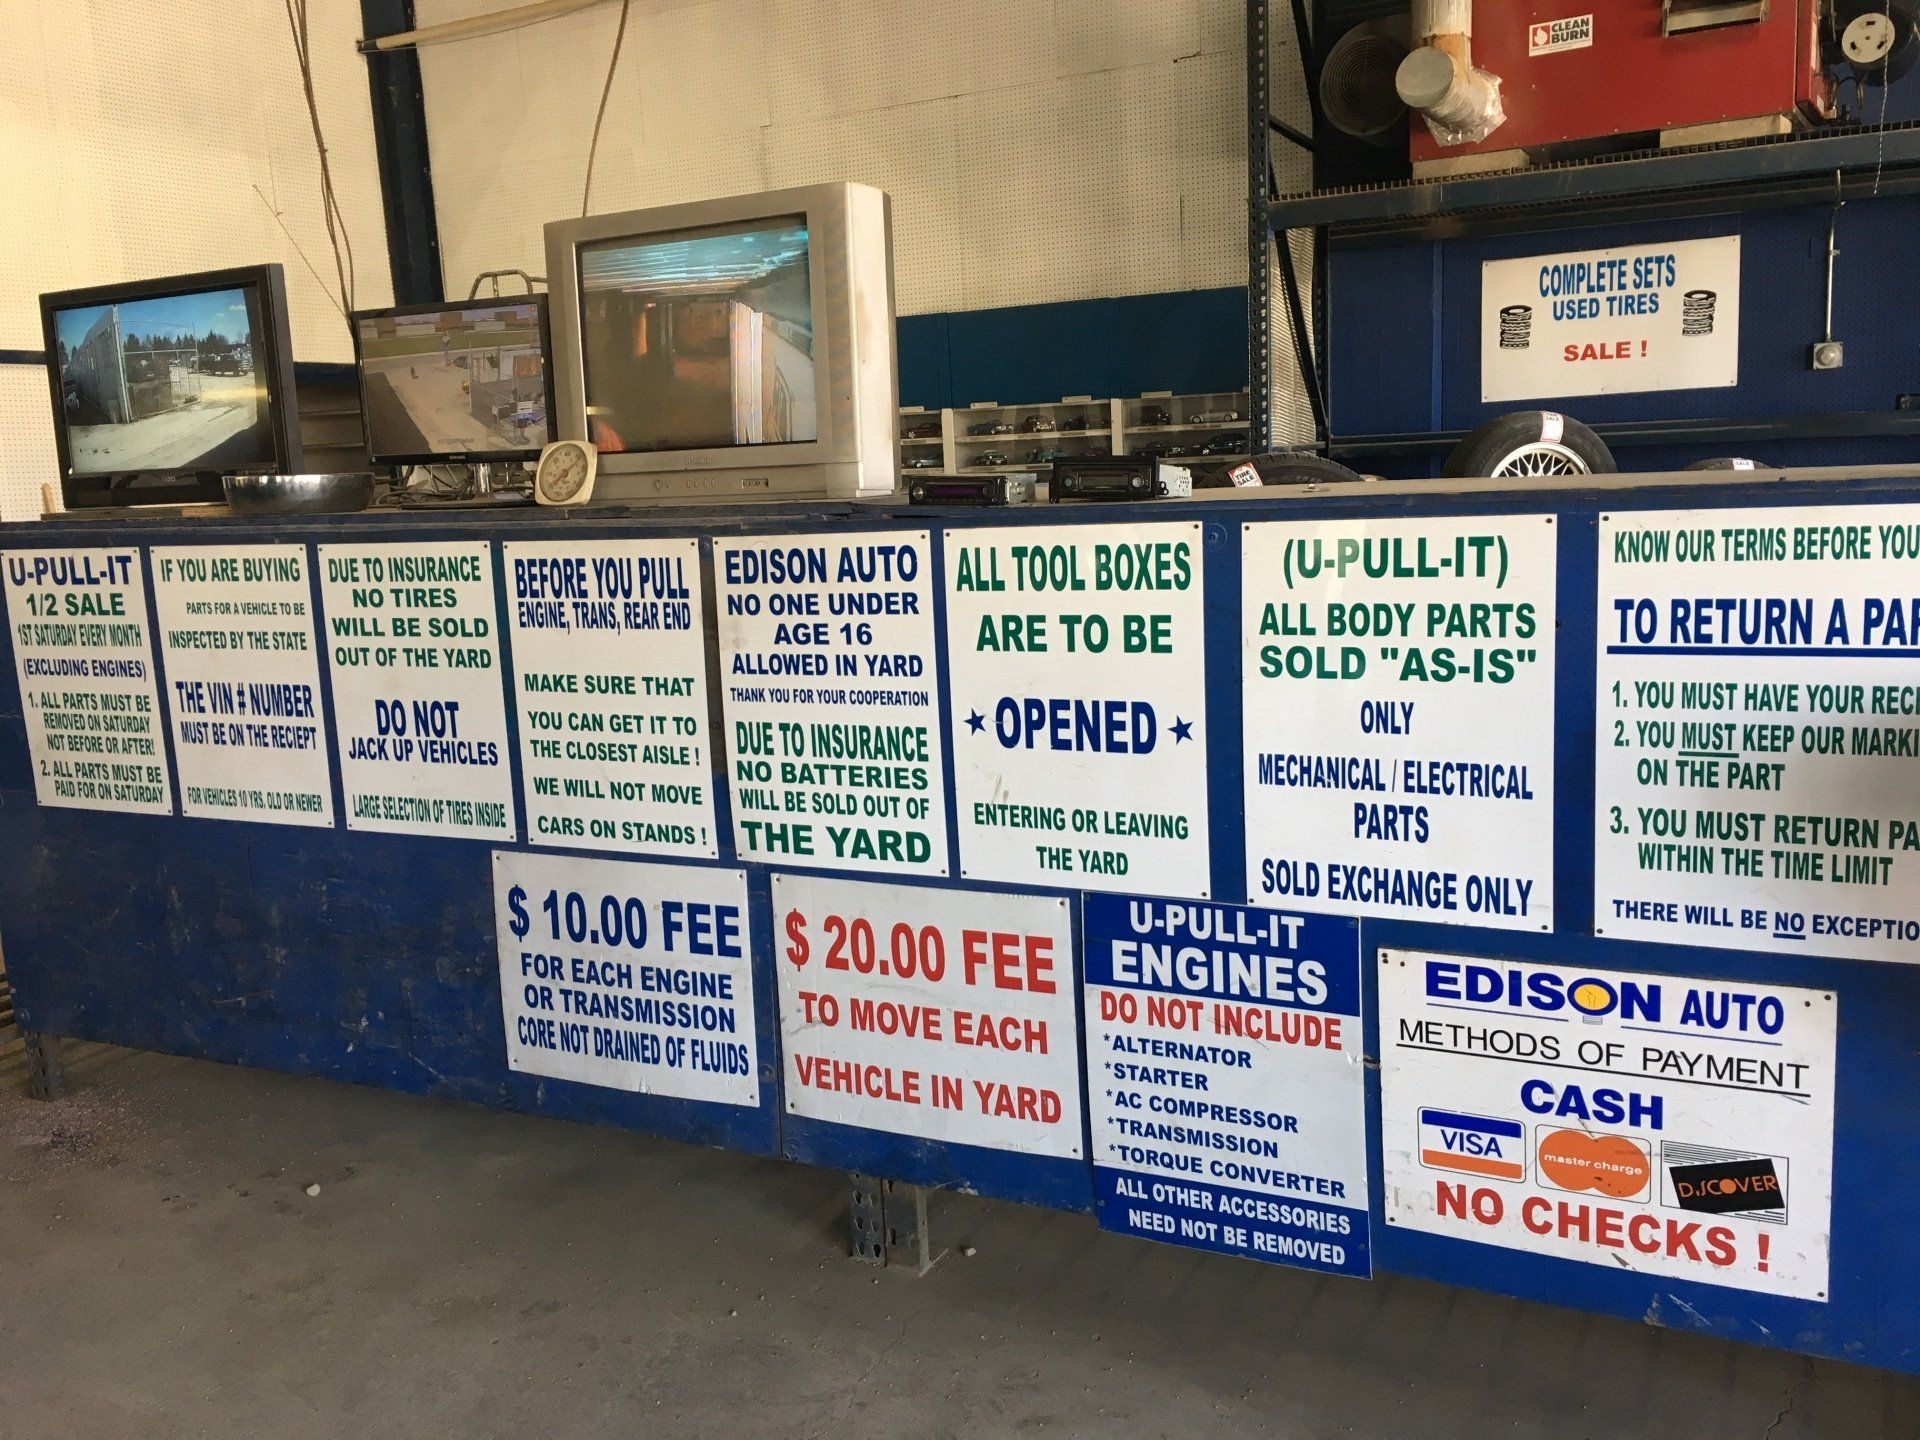 CLEAN
BURN
COMPLETE SETS
USED TIRES
SALE !
U-PULL-IT
1/2 SALE
1ST SATURDAY EVERY MONTH
(EXCLUDING ENGINES)
1. ALL PARTS MUST BE
REMOVED ON SATURDAY
NOT BEFORE OR AFTER!
2. ALL PARTS MUST BE
PAID FOR ON SATURDAY
IF YOU ARE BUYING
PARTS FOR A VEHICLE TO BE
INSPECTED BY THE STATE
THE VIN # NUMBER
MUST BE ON THE RECIEPT
FOR VEHICLES 10 YRS. OLD OR NEWER
DUE TO INSURANCE
NO TIRES
WILL BE SOLD
OUT OF THE YARD
DO NOT
JACK UP VEHICLES
LARGE SELECTION OF TIRES INSIDE
BEFORE YOU PULL
ENGINE, TRANS, REAR END
MAKE SURE THAT
YOU CAN GET IT TO
THE CLOSEST AISLE !
WE WILL NOT MOVE
CARS ON STANDS !
EDISON AUTO
NO ONE UNDER
AGE 16
ALLOWED IN YARD
THANK YOU FOR YOUR COOPERATION
DUE TO INSURANCE
NO BATTERIES
WILL BE SOLD OUT OF
THE YARD
ALL TOOL BOXES
ARE TO BE
OPENED
ENTERING OR LEAVING
THE YARD
(U-PULL-IT)
ALL BODY PARTS
SOLD "AS-IS"
ONLY
MECHANICAL / ELECTRICAL
PARTS
SOLD EXCHANGE ONLY
KNOW OUR TERMS BEFORE YOU
TO RETURN A PAR
1. YOU MUST HAVE YOUR RECI
2. YOU MUST KEEP OUR MARKI
ON THE PART
3. YOU MUST RETURN PA
WITHIN THE TIME LIMIT
THERE WILL BE NO EXCEPTIO
$ 10.00 FEE
FOR EACH ENGINE
OR TRANSMISSION
CORE NOT DRAINED OF FLUIDS
$ 20.00 FEE
TO MOVE EACH
VEHICLE IN YARD
U-PULL-IT
ENGINES
DO NOT INCLUDE
*ALTERNATOR
*STARTER
*AC COMPRESSOR
*TRANSMISSION
*TORQUE CONVERTER
ALL OTHER ACCESSORIES
NEED NOT BE REMOVED
EDISON AUTO
METHODS OF PAYMENT
CASH
VISA
master charge
DISCOVER
NO CHECKS !